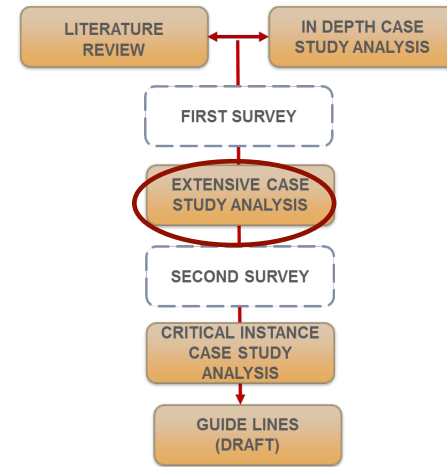 LITERATURE
REVIEW
IN DEPTH CASE
STUDY ANALYSIS
FIRST SURVEY
EXTENSIVE CASE
STUDY ANALYSIS
SECOND SURVEY
CRITICAL INSTANCE
CASE STUDY
ANALYSIS
GUIDE LINES
(DRAFT)